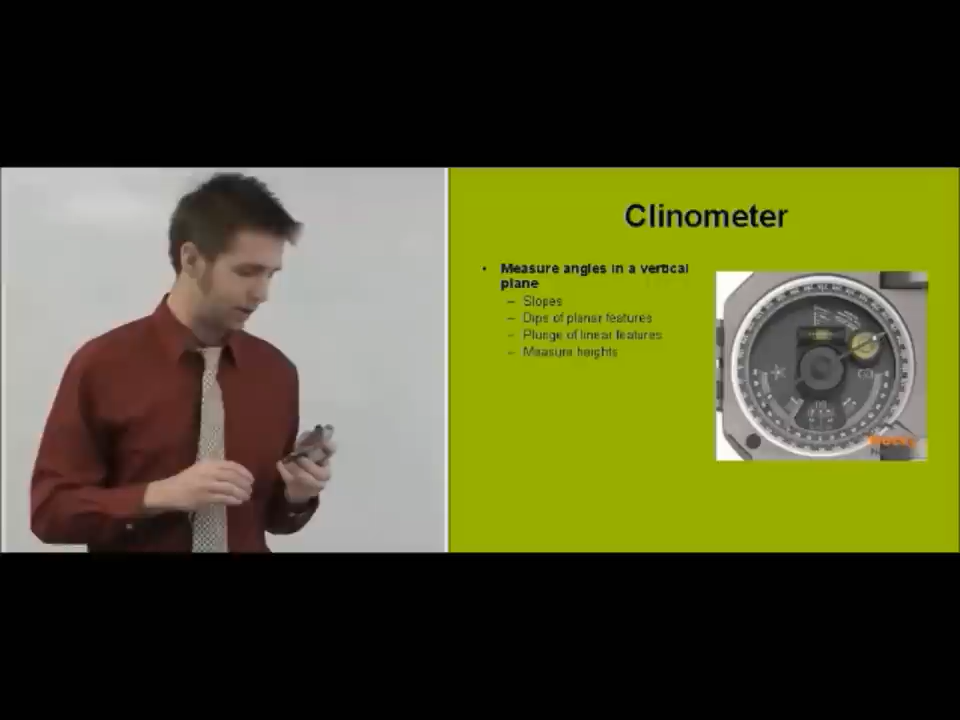 Clinometer
• Measure angles in a vertical
plane
– Slopes
– Dips of planar features
– Plunge of linear features
– Measure heights